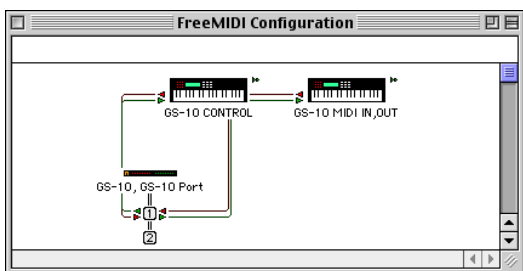 FreeMIDI Configuration
GS-10 CONTROL
GS-10 MIDI IN,OUT
GS-10, GS-10 Port
1
2